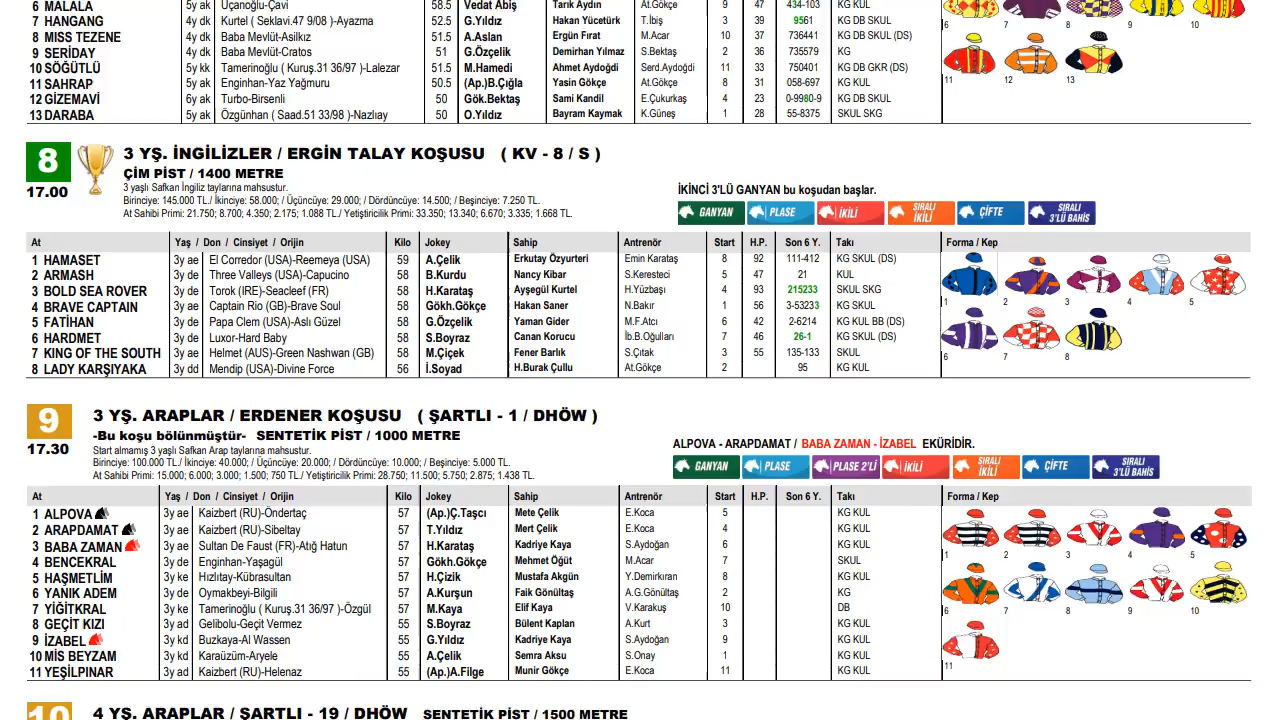 6 MALALA 5y ak Uçanoğlu-Çavi 58.5 Vedat Abiş Tarık Aydın At.Gökçe 9 47 434-103 KG KUL
7 HANGANG 4y dk Kurtel ( Seklavi.47 9/08 )-Ayazma 52.5 G.Yıldız Hakan Yücetürk T.İbiş 3 39 9561 KG DB SKUL
8 MISS TEZENE 4y dk Baba Mevlüt-Asilkız 51.5 A.Aslan Ergün Fırat M.Acar 10 37 736441 KG DB SKUL (DS)
9 SERİDAY 4y dk Baba Mevlüt-Cratos 51 G.Özçelik Demirhan Yılmaz S.Bektaş 2 36 735579 KG
10 SÖĞÜTLÜ 5y kk Tamerinoğlu ( Kuruş.31 36/97 )-Lalezar 51.5 M.Hamedi Ahmet Aydoğdi Serd.Aydoğdi 11 33 750401 KG DB GKR (DS)
11 SAHRAP 5y ak Enginhan-Yaz Yağmuru 50.5 (Ap.)B.Çığla Yasin Gökçe At.Gökçe 8 31 058-697 KG KUL
12 GİZEMAVİ 6y ak Turbo-Birsenli 50 Gök.Bektaş Sami Kandil E.Çukurkaş 4 23 0-9980-9 KG DB SKUL
13 DARABA 5y ak Özgünhan ( Saad.51 33/98 )-Nazlıay 50 O.Yıldız Bayram Kaymak K.Güneş 1 28 55-8375 SKUL SKG
6 7 8 9 10
11 12 13
8 3 YŞ. İNGİLİZLER / ERGİN TALAY KOŞUSU ( KV - 8 / S )
17.00 ÇİM PİST / 1400 METRE
3 yaşlı Safkan İngiliz taylarına mahsustur.
Birinciye: 145.000 TL./ İkinciye: 58.000; / Üçüncüye: 29.000; / Dördüncüye: 14.500; / Beşinciye: 7.250 TL.
At Sahibi Primi: 21.750; 8.700; 4.350; 2.175; 1.088 TL./ Yetiştiricilik Primi: 33.350; 13.340; 6.670; 3.335; 1.668 TL.
İKİNCİ 3'LÜ GANYAN bu koşudan başlar.
GANYAN PLASE İKİLİ SIRALI İKİLİ ÇİFTE SIRALI 3'LÜ BAHİS
At Yaş / Don / Cinsiyet / Orijin Kilo Jokey Sahip Antrenör Start H.P. Son 6 Y. Takı Forma / Kep
1 HAMASET 3y ae El Corredor (USA)-Reemeya (USA) 59 A.Çelik Erkutay Özyurteri Emin Karataş 8 92 111-412 KG SKUL (DS)
2 ARMASH 3y de Three Valleys (USA)-Capucino 58 B.Kurdu Nancy Kibar S.Keresteci 5 47 21 KUL
3 BOLD SEA ROVER 3y de Torok (IRE)-Seacleef (FR) 58 H.Karataş Ayşegül Kurtel H.Yüzbaşı 4 93 215233 SKUL SKG
4 BRAVE CAPTAIN 3y ae Captain Rio (GB)-Brave Soul 58 Gökh.Gökçe Hakan Saner N.Bakır 1 56 3-53223 KG SKUL
5 FATİHAN 3y de Papa Clem (USA)-Aslı Güzel 58 G.Özçelik Yaman Gider M.F.Atcı 6 42 2-6214 KG KUL BB (DS)
6 HARDMET 3y de Luxor-Hard Baby 58 S.Boyraz Canan Korucu İb.B.Oğulları 7 46 26-1 KG SKUL (DS)
7 KING OF THE SOUTH 3y ae Helmet (AUS)-Green Nashwan (GB) 58 M.Çiçek Fener Barlık S.Çıtak 3 55 135-133 SKUL
8 LADY KARŞIYAKA 3y dd Mendip (USA)-Divine Force 56 İ.Soyad H.Burak Çullu At.Gökçe 2 95 KG KUL
1 2 3 4 5
6 7 8
9 3 YŞ. ARAPLAR / ERDENER KOŞUSU ( ŞARTLI - 1 / DHÖW )
17.30 -Bu koşu bölünmüştür- SENTETİK PİST / 1000 METRE
Start almamış 3 yaşlı Safkan Arap taylarına mahsustur.
Birinciye: 100.000 TL./ İkinciye: 40.000; / Üçüncüye: 20.000; / Dördüncüye: 10.000; / Beşinciye: 5.000 TL.
At Sahibi Primi: 15.000; 6.000; 3.000; 1.500; 750 TL./ Yetiştiricilik Primi: 28.750; 11.500; 5.750; 2.875; 1.438 TL.
ALPOVA - ARAPDAMAT / BABA ZAMAN - İZABEL EKÜRİDİR.
GANYAN PLASE PLASE 2'Lİ İKİLİ SIRALI İKİLİ ÇİFTE SIRALI 3'LÜ BAHİS
At Yaş / Don / Cinsiyet / Orijin Kilo Jokey Sahip Antrenör Start H.P. Son 6 Y. Takı Forma / Kep
1 ALPOVA 3y ae Kaizbert (RU)-Öndertaç 57 (Ap.)Ç.Taşcı Mete Çelik E.Koca 5 KG KUL
2 ARAPDAMAT 3y ae Kaizbert (RU)-Sibeltay 57 T.Yıldız Mert Çelik E.Koca 4 KG KUL
3 BABA ZAMAN 3y ae Sultan De Faust (FR)-Atığ Hatun 57 H.Karataş Kadriye Kaya S.Aydoğan 6 KG KUL
4 BENCEKRAL 3y de Enginhan-Yaşagül 57 Gökh.Gökçe Mehmet Öğüt M.Acar 7 SKUL
5 HAŞMETLİM 3y ke Hızlıtay-Kübrasultan 57 H.Çizik Mustafa Akgün Y.Demirkıran 8 KG KUL
6 YANIK ADEM 3y de Oymakbeyi-Bilgili 57 A.Kurşun Faik Gönültaş A.G.Gönültaş 2 KG
7 YİĞİTKRAL 3y ke Tamerinoğlu ( Kuruş.31 36/97 )-Özgül 57 M.Kaya Elif Kaya V.Karakuş 10 DB
8 GEÇİT KIZI 3y ad Gelibolu-Geçit Vermez 55 S.Boyraz Bülent Kaplan A.Kurt 3 KG KUL
9 İZABEL 3y kd Buzkaya-Al Wassen 55 G.Yıldız Kadriye Kaya S.Aydoğan 9 KG KUL
10 MİS BEYZAM 3y kd Karaüzüm-Aryele 55 A.Çelik Semra Aksu S.Onay 1 KG KUL
11 YEŞİLPINAR 3y ad Kaizbert (RU)-Helenaz 55 (Ap.)A.Filge Munir Gökçe E.Koca 11 KG KUL
1 2 3 4 5
6 7 8 9 10
11
10 4 YŞ. ARAPLAR / ŞARTLI - 19 / DHÖW SENTETİK PİST / 1500 METRE